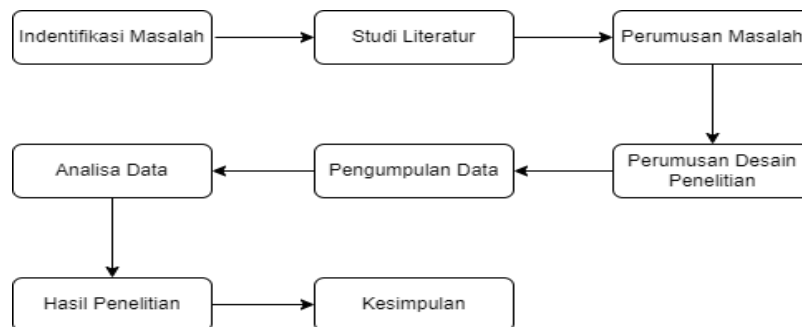 Indentifikasi Masalah
Studi Literatur
Perumusan Masalah
Analisa Data
Pengumpulan Data
Perumusan Desain
Penelitian
Hasil Penelitian
Kesimpulan